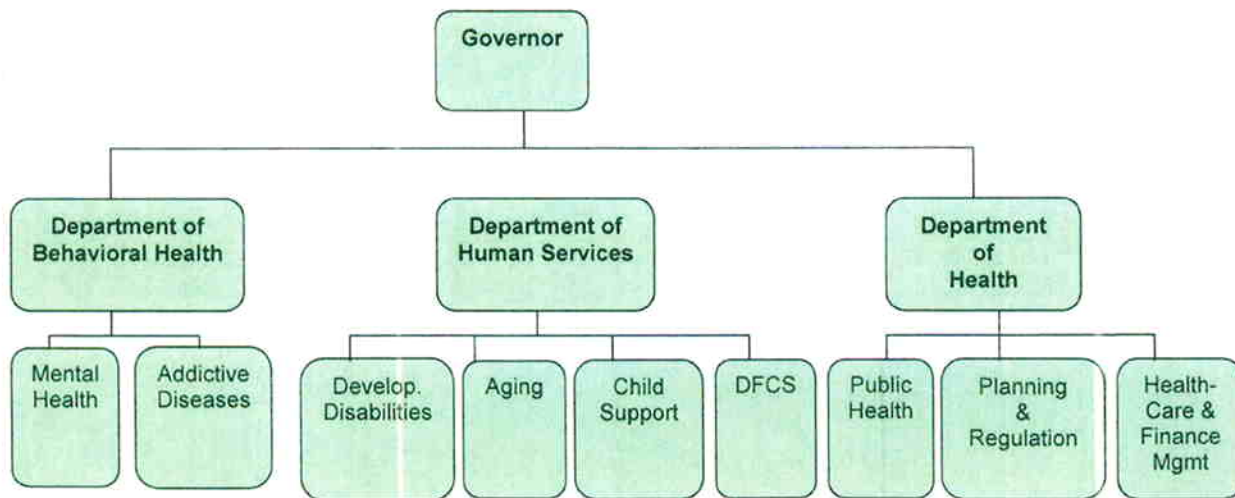 Governor
Department of
Behavioral Health
Department of
Human Services
Department
of
Health
Mental
Health
Addictive
Diseases
Develop.
Disabilities
Aging
Child
Support
DFCS
Public
Health
Planning
&
Regulation
Health-
Care &
Finance
Mgmt